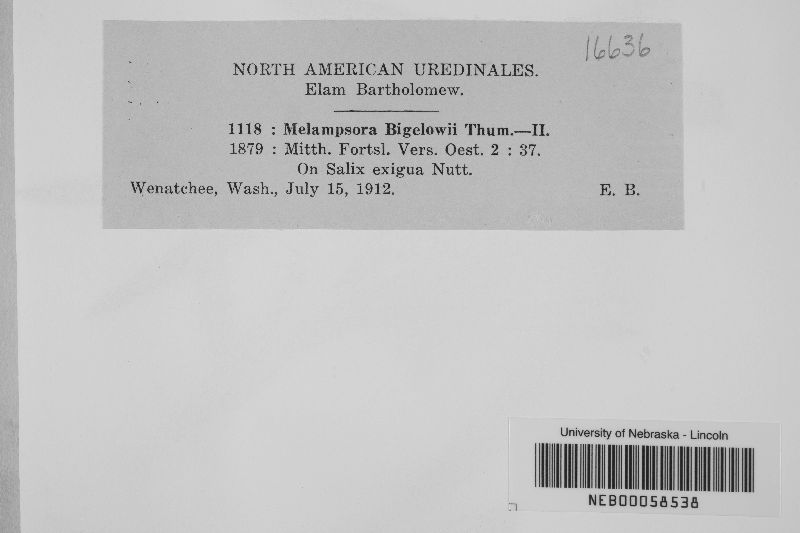 16636
NORTH AMERICAN UREDINALES.
Elam Bartholomew.
1118 : Melampsora Bigelowii Thum.—II.
1879 : Mitth. Fortsl. Vers. Oest. 2 : 37.
On Salix exigua Nutt.
Wenatchee, Wash., July 15, 1912. E. B.
University of Nebraska - Lincoln
NEB00058538